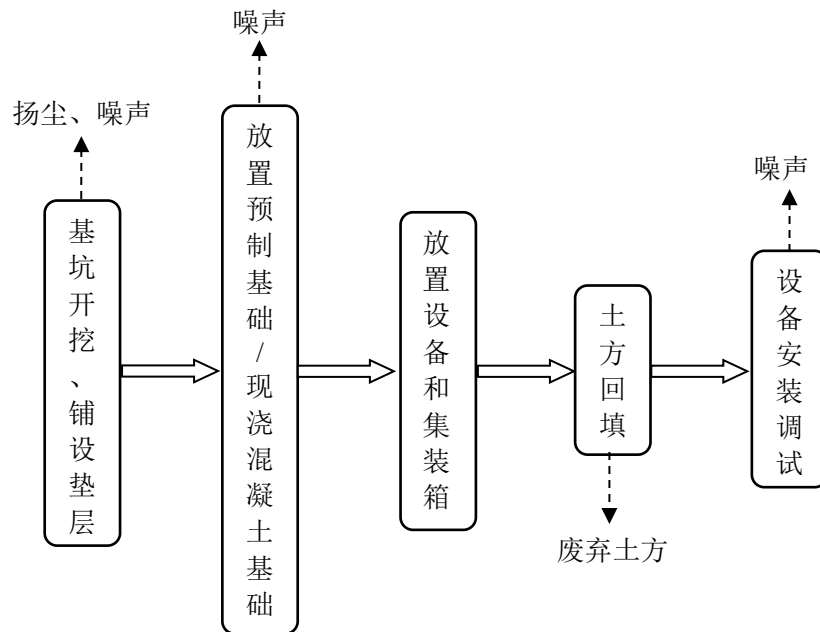 噪声
扬尘、噪声
基坑开挖、铺设垫层
放置预制基础/现浇混凝土基础
放置设备和集装箱
土方回填
废弃土方
噪声
设备安装调试